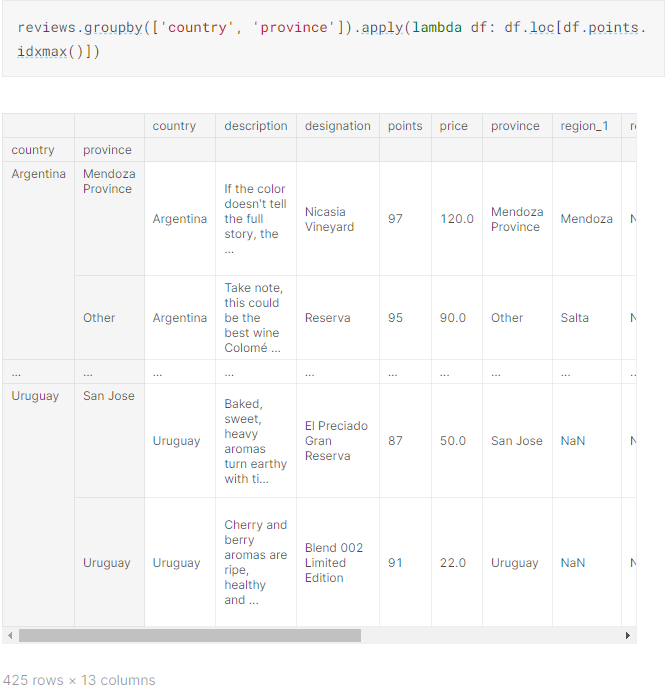 reviews.groupby(['country', 'province']).apply(lambda df: df.loc[df.points.
idxmax()])
country description designation points price province region_1
country province
Argentina Mendoza
Province
Argentina
If the color
doesn't tell
the full
story, the
...
Nicasia
Vineyard
97 120.0
Mendoza
Province
Mendoza
Other Argentina
Take note,
this could
be the
best wine
Colomé ...
Reserva 95 90.0 Other Salta
... ... ... ... ... ... ... ... ...
Uruguay San Jose
Uruguay
Baked,
sweet,
heavy
aromas
turn earthy
with ti...
El Preciado
Gran
Reserva
87 50.0 San Jose NaN
Uruguay Uruguay
Cherry and
berry
aromas are
ripe,
healthy
and ...
Blend 002
Limited
Edition
91 22.0 Uruguay NaN
425 rows × 13 columns